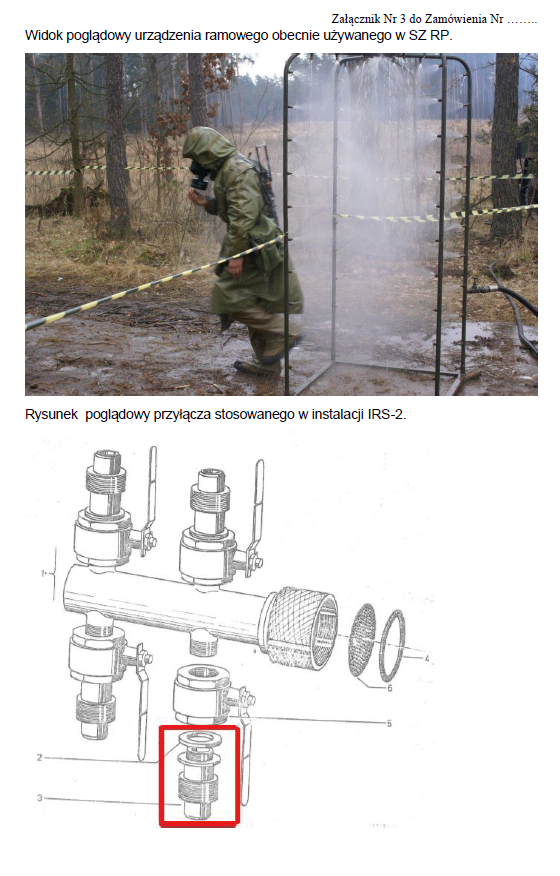 Załącznik Nr 3 do Zamówienia Nr ……..
Widok poglądowy urządzenia ramowego obecnie używanego w SZ RP.
Rysunek poglądowy przyłącza stosowanego w instalacji IRS-2.
1
4
6
5
2
3